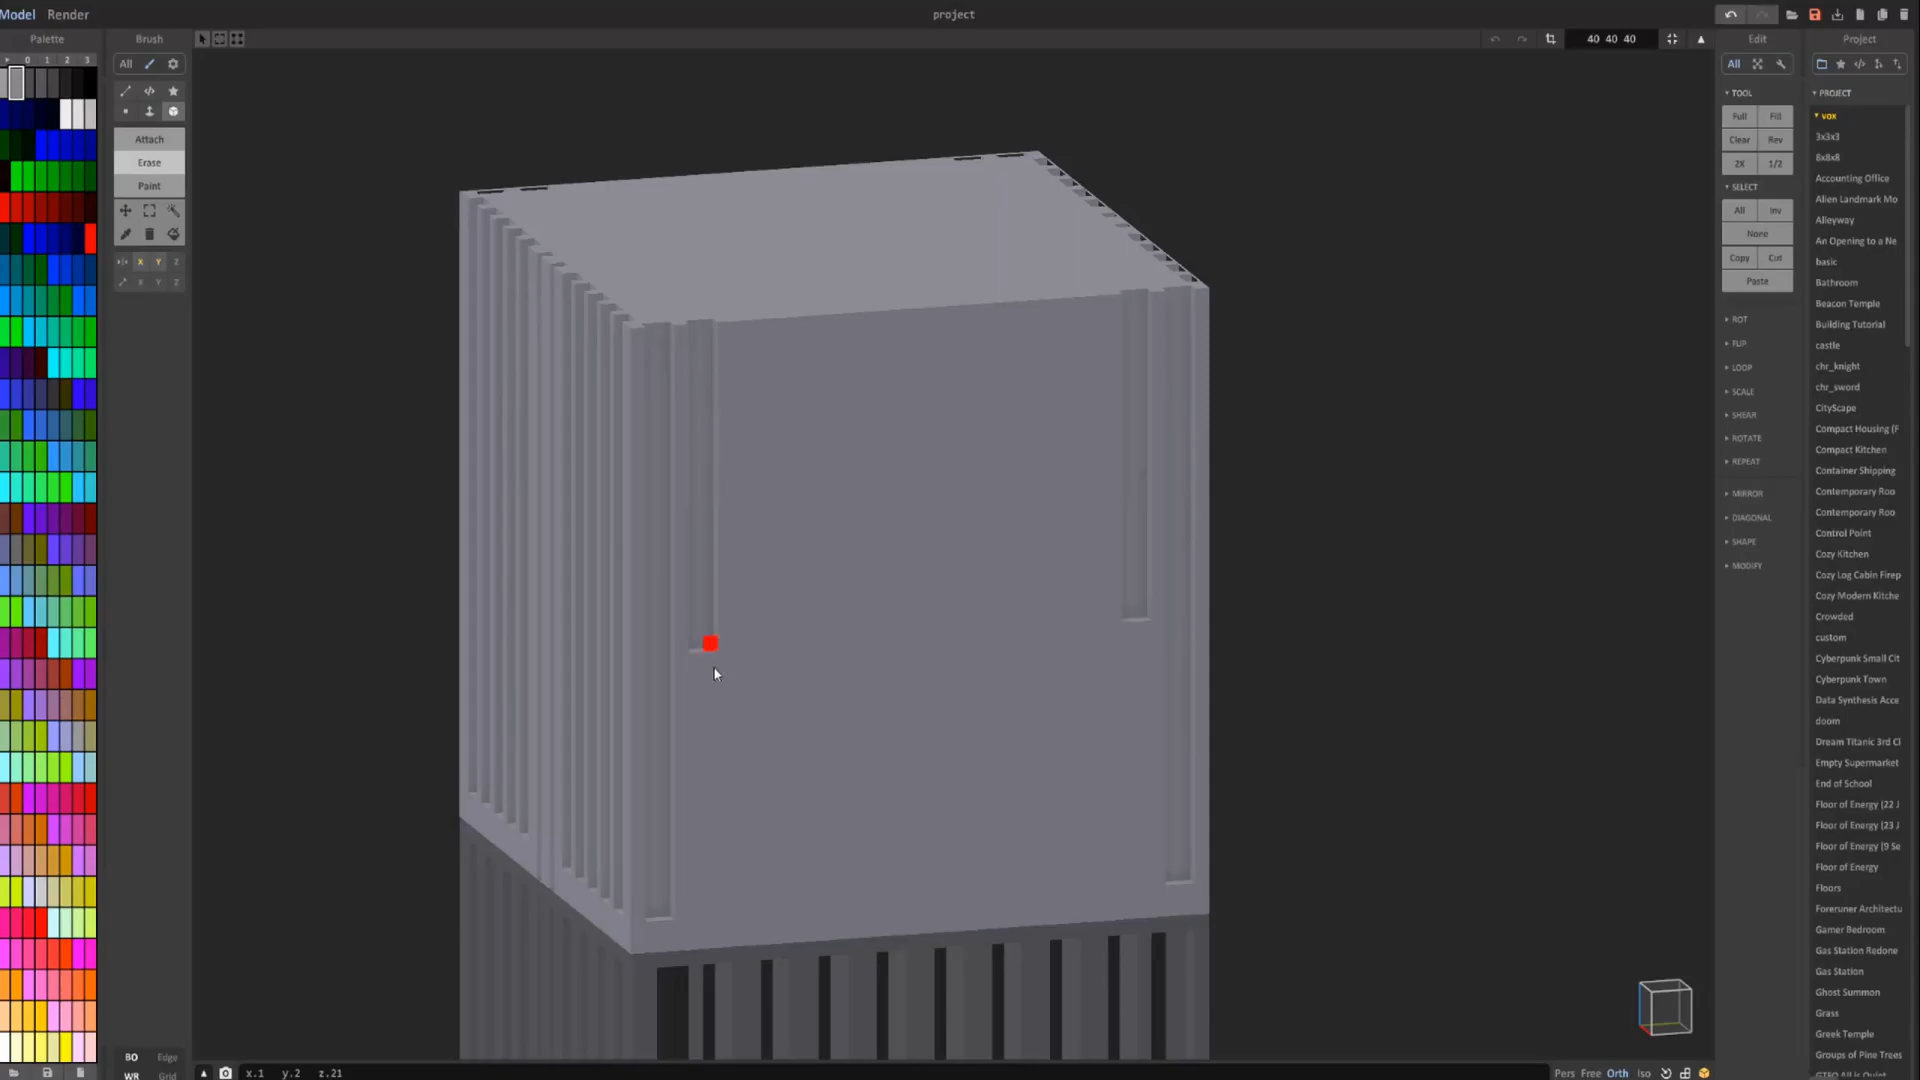 Model Render
project
40 40 40
Palette
Brush
Edit
Project
0 1 2 3
All
All
TOOL
PROJECT
Full Fill
vox
Clear Rev
3x3x3
2X 1/2
8x8x8
Attach
Erase
Paint
SELECT
Accounting Office
Alien Landmark Mo
All Inv
Alleyway
None
An Opening to a Ne
Copy Cut
basic
X Y Z
X Y Z
Paste
Bathroom
Beacon Temple
ROT
Building Tutorial
FLIP
castle
LOOP
chr_knight
SCALE
chr_sword
SHEAR
CityScape
ROTATE
Compact Housing (F
REPEAT
Compact Kitchen
Container Shipping
MIRROR
Contemporary Roo
DIAGONAL
Contemporary Roo
SHAPE
Control Point
MODIFY
Cozy Kitchen
Cozy Log Cabin Firep
Cozy Modern Kitche
Crowded
custom
Cyberpunk Small Cit
Cyberpunk Town
Data Synthesis Acce
doom
Dream Titanic 3rd Cl
Empty Supermarket
End of School
Floor of Energy (22 J
Floor of Energy (23 J
Floor of Energy (9 Se
Floor of Energy
Floors
Forerunner Architectu
Gamer Bedroom
Gas Station Redone
Gas Station
Ghost Summon
Grass
Greek Temple
Groups of Pine Trees
BO Edge
WR Grid
x.1 y.2 z.21
Pers Free Orth Iso